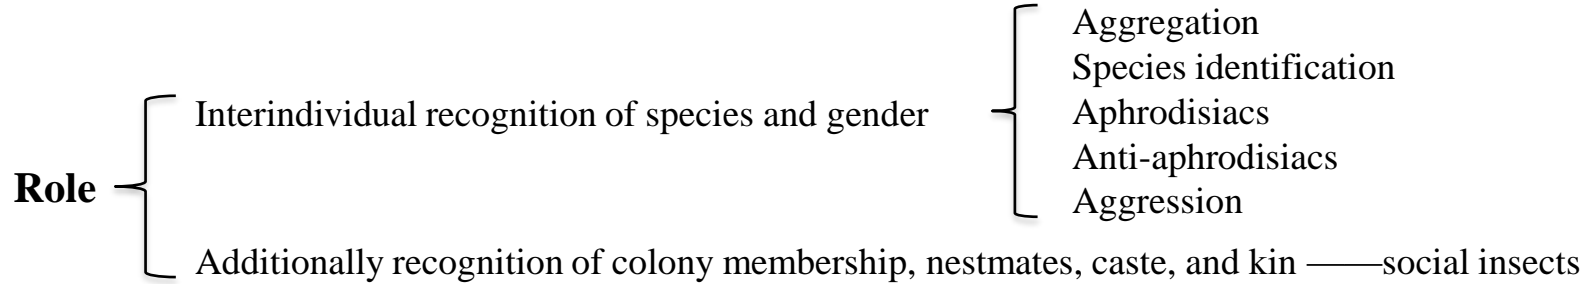 Aggregation
Species identification
Interindividual recognition of species and gender
Aphrodisiacs
Anti-aphrodisiacs
Role
Aggression
Additionally recognition of colony membership, nestmates, caste, and kin ——social insects